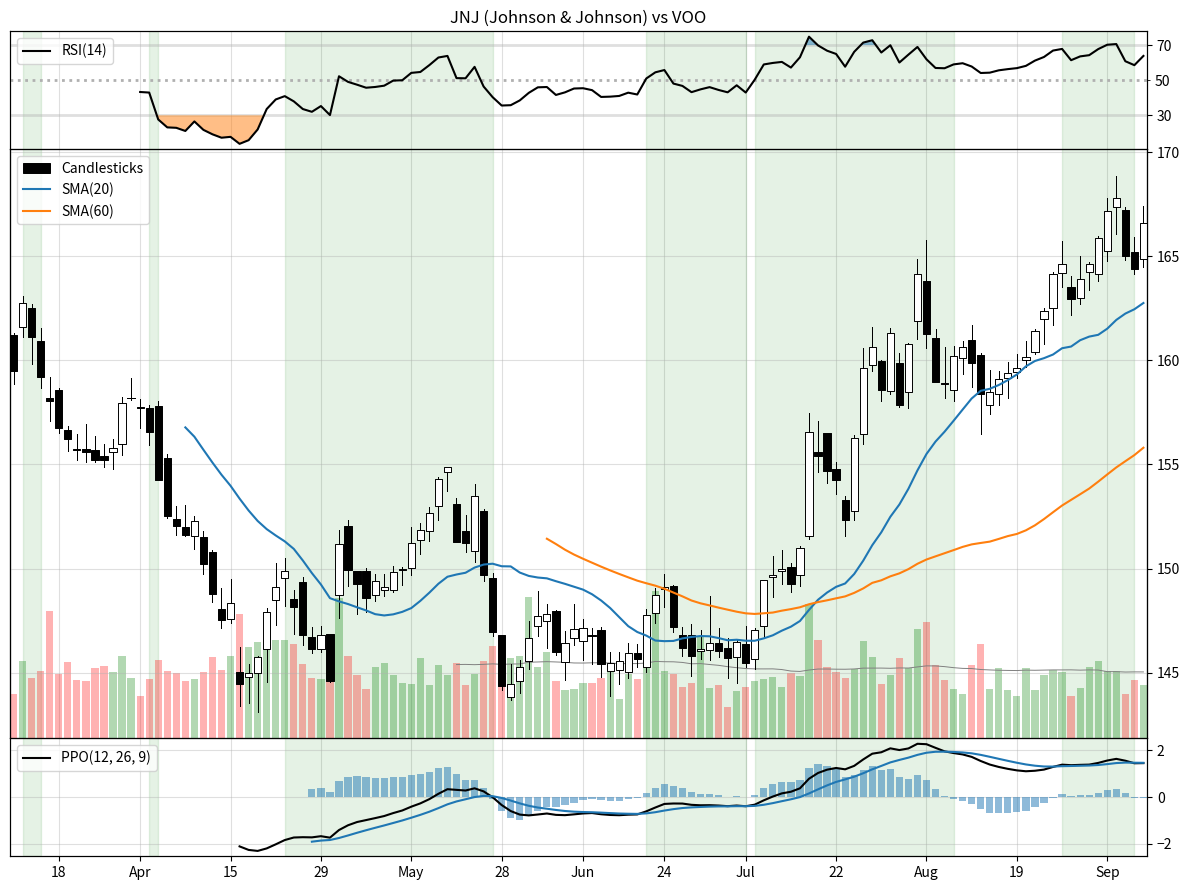 JNJ (Johnson & Johnson) vs VOO
RSI(14)
70
50
30
Candlesticks
SMA(20)
SMA(60)
170
165
160
155
150
145
PPO(12, 26, 9)
2
0
−2
18 Apr 15 29 May 28 Jun 24 Jul 22 Aug 19 Sep